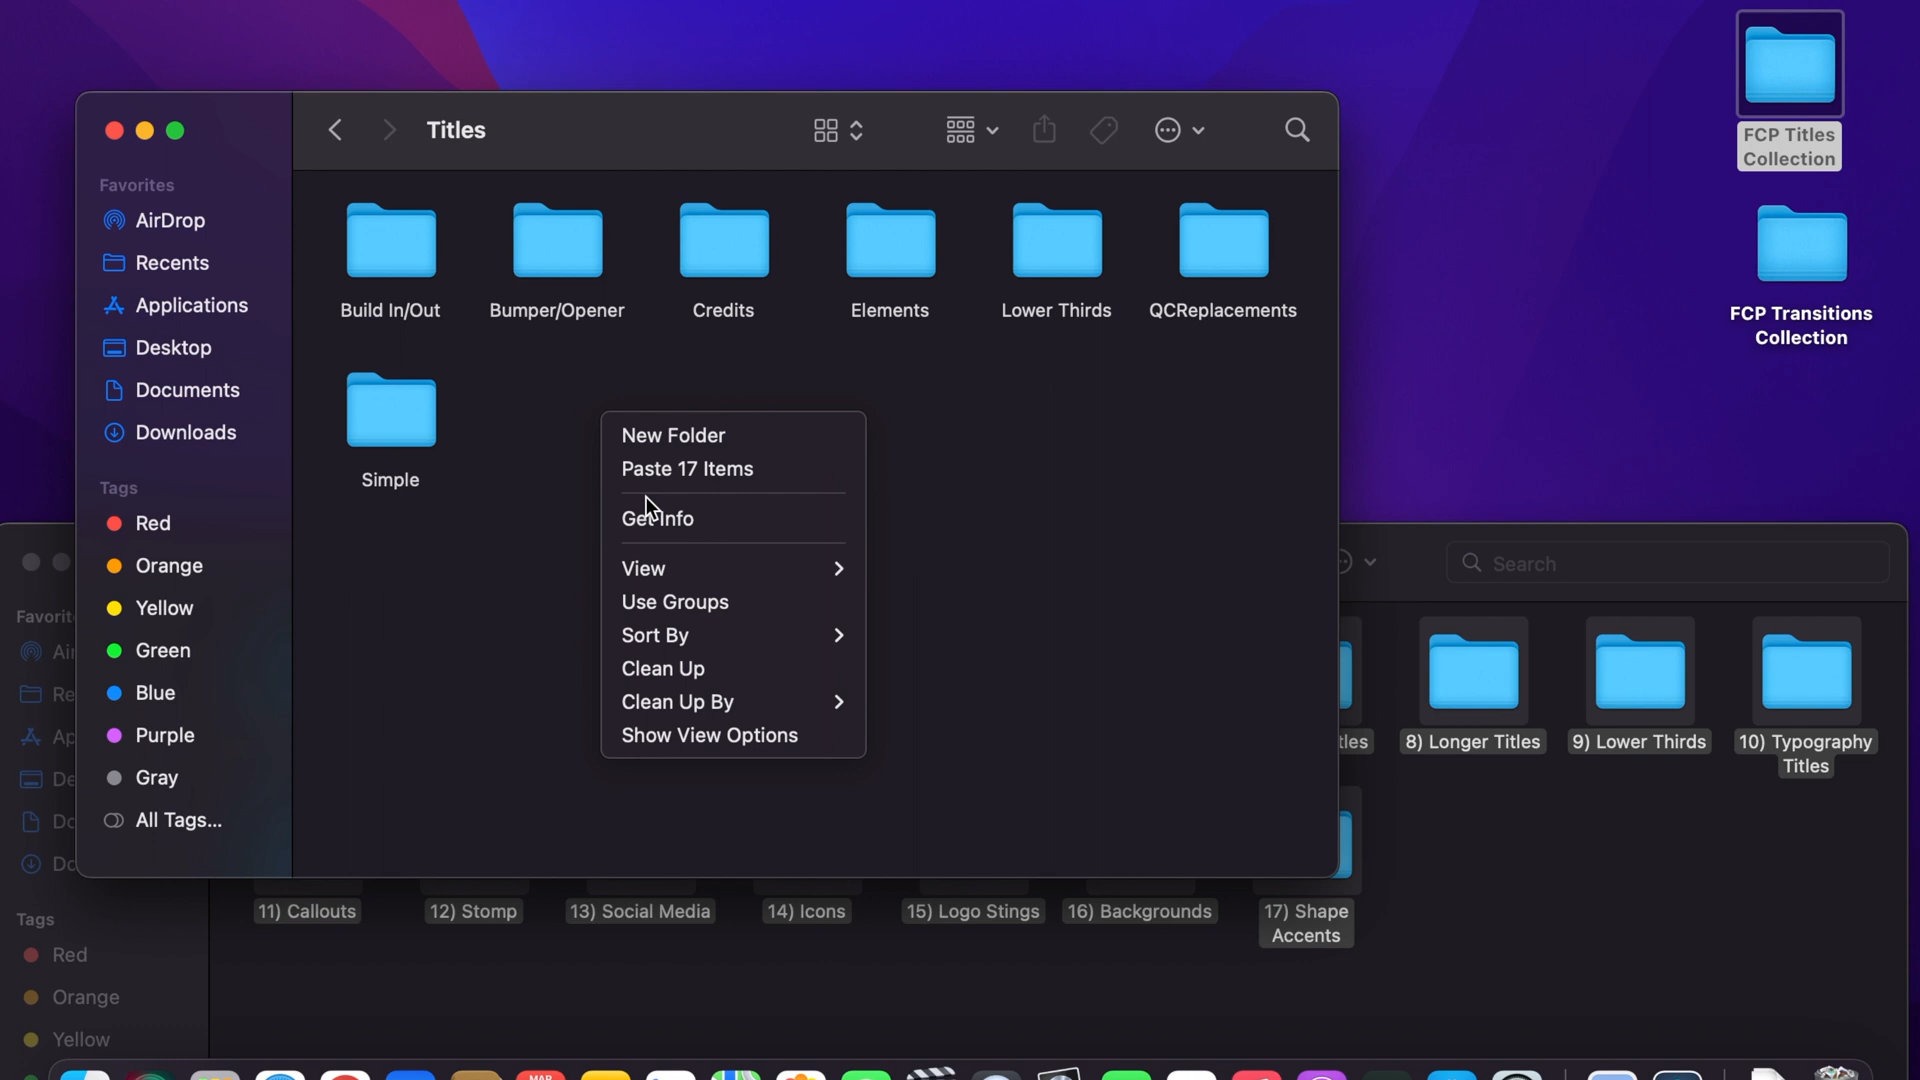 FCP Titles
Collection
FCP Transitions
Collection
Titles
Favorites
AirDrop
Recents
Applications
Desktop
Documents
Downloads
Tags
Red
Orange
Yellow
Green
Blue
Purple
Gray
All Tags...
Build In/Out
Bumper/Opener
Credits
Elements
Lower Thirds
QCReplacements
Simple
New Folder
Paste 17 Items
Get Info
View
Use Groups
Sort By
Clean Up
Clean Up By
Show View Options
Search
8) Longer Titles
9) Lower Thirds
10) Typography
Titles
11) Callouts
12) Stomp
13) Social Media
14) Icons
15) Logo Stings
16) Backgrounds
17) Shape
Accents
Tags
Red
Orange
Yellow
MAR